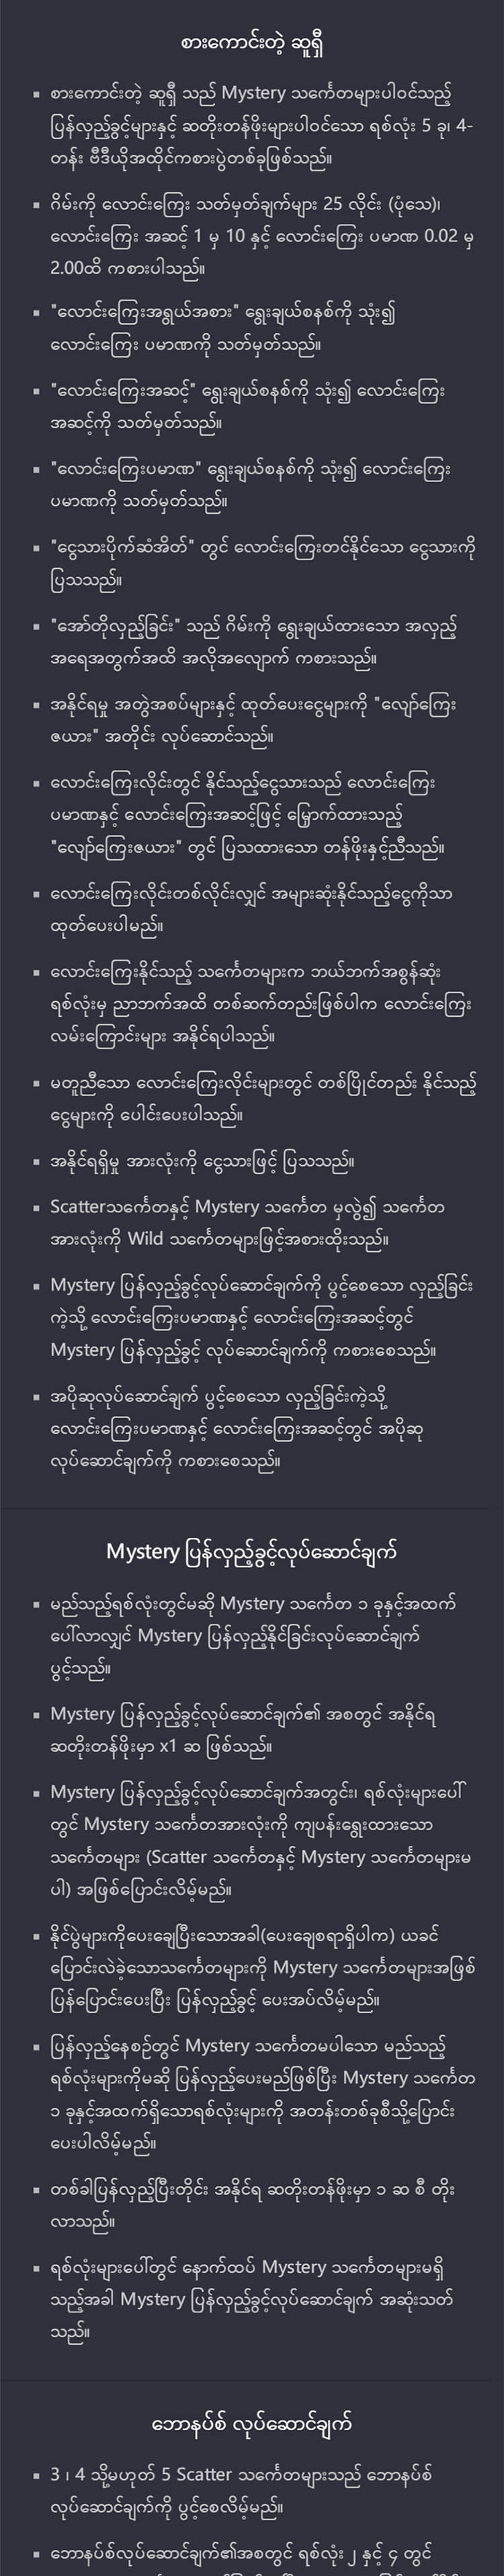 စားကောင်းတဲ့ ဆူရှီ
▪ စားကောင်းတဲ့ ဆူရှီ သည် Mystery သင်္ကေတများပါဝင်သည့်
ပြန်လှည့်ခွင့်များနှင့် ဆတိုးတန်ဖိုးများပါဝင်သော ရစ်လုံး 5 ခု၊ 4-
တန်း ဗီဒီယိုအထိုင်ကစားပွဲတစ်ခုဖြစ်သည်။
▪ ဂိမ်းကို လောင်းကြေး သတ်မှတ်ချက်များ 25 လိုင်း (ပုံသေ)၊
လောင်းကြေး အဆင့် 1 မှ 10 နှင့် လောင်းကြေး ပမာဏ 0.02 မှ
2.00ထိ ကစားပါသည်။
▪ "လောင်းကြေးအရွယ်အစား" ရွေးချယ်စနစ်ကို သုံး၍
လောင်းကြေး ပမာဏကို သတ်မှတ်သည်။
▪ "လောင်းကြေးအဆင့်" ရွေးချယ်စနစ်ကို သုံး၍ လောင်းကြေး
အဆင့်ကို သတ်မှတ်သည်။
▪ "လောင်းကြေးပမာဏ" ရွေးချယ်စနစ်ကို သုံး၍ လောင်းကြေး
ပမာဏကို သတ်မှတ်သည်။
▪ "ငွေသားပိုက်ဆံအိတ်" တွင် လောင်းကြေးတင်နိုင်သော ငွေသားကို
ပြသသည်။
▪ "အော်တိုလှည့်ခြင်း" သည် ဂိမ်းကို ရွေးချယ်ထားသော အလှည့်
အရေအတွက်အထိ အလိုအလျောက် ကစားသည်။
▪ အနိုင်ရမှု အတွဲအစပ်များနှင့် ထုတ်ပေးငွေများကို "လျော်ကြေး
ဇယား" အတိုင်း လုပ်ဆောင်သည်။
▪ လောင်းကြေးလိုင်းတွင် နိုင်သည့်ငွေသားသည် လောင်းကြေး
ပမာဏနှင့် လောင်းကြေးအဆင့်ဖြင့် မြှောက်ထားသည့်
"လျော်ကြေးဇယား" တွင် ပြသထားသော တန်ဖိုးနှင့်ညီသည်။
▪ လောင်းကြေးလိုင်းတစ်လိုင်းလျှင် အများဆုံးနိုင်သည့်ငွေကိုသာ
ထုတ်ပေးပါမည်။
▪ လောင်းကြေးနိုင်သည့် သင်္ကေတများက ဘယ်ဘက်အစွန်ဆုံး
ရစ်လုံးမှ ညာဘက်အထိ တစ်ဆက်တည်းဖြစ်ပါက လောင်းကြေး
လမ်းကြောင်းများ အနိုင်ရပါသည်။
▪ မတူညီသော လောင်းကြေးလိုင်းများတွင် တစ်ပြိုင်တည်း နိုင်သည့်
ငွေများကို ပေါင်းပေးပါသည်။
▪ အနိုင်ရရှိမှု အားလုံးကို ငွေသားဖြင့် ပြသသည်။
▪ Scatterသင်္ကေတနှင့် Mystery သင်္ကေတ မှလွဲ၍ သင်္ကေတ
အားလုံးကို Wild သင်္ကေတများဖြင့်အစားထိုးသည်။
▪ Mystery ပြန်လှည့်ခွင့်လုပ်ဆောင်ချက်ကို ပွင့်စေသော လှည့်ခြင်း
ကဲ့သို့ လောင်းကြေးပမာဏနှင့် လောင်းကြေးအဆင့်တွင်
Mystery ပြန်လှည့်ခွင့် လုပ်ဆောင်ချက်ကို ကစားစေသည်။
▪ အပိုဆုလုပ်ဆောင်ချက် ပွင့်စေသော လှည့်ခြင်းကဲ့သို့
လောင်းကြေးပမာဏနှင့် လောင်းကြေးအဆင့်တွင် အပိုဆု
လုပ်ဆောင်ချက်ကို ကစားစေသည်။
Mystery ပြန်လှည့်ခွင့်လုပ်ဆောင်ချက်
▪ မည်သည့်ရစ်လုံးတွင်မဆို Mystery သင်္ကေတ ၁ ခုနှင့်အထက်
ပေါ်လာလျှင် Mystery ပြန်လှည့်နိုင်ခြင်းလုပ်ဆောင်ချက်
ပွင့်သည်။
▪ Mystery ပြန်လှည့်ခွင့်လုပ်ဆောင်ချက်၏ အစတွင် အနိုင်ရ
ဆတိုးတန်ဖိုးမှာ x1 ဆ ဖြစ်သည်။
▪ Mystery ပြန်လှည့်ခွင့်လုပ်ဆောင်ချက်အတွင်း၊ ရစ်လုံးများပေါ်
တွင် Mystery သင်္ကေတအားလုံးကို ကျပန်းရွေးထားသော
သင်္ကေတများ (Scatter သင်္ကေတနှင့် Mystery သင်္ကေတများမ
ပါ) အဖြစ်ပြောင်းလိမ့်မည်။
▪ နိုင်ပွဲများကိုပေးချေပြီးသောအခါ(ပေးချေစရာရှိပါက) ယခင်
ပြောင်းလဲခဲ့သောသင်္ကေတများကို Mystery သင်္ကေတများအဖြစ်
ပြန်ပြောင်းပေးပြီး ပြန်လှည့်ခွင့် ပေးအပ်လိမ့်မည်။
▪ ပြန်လှည့်နေစဉ်တွင် Mystery သင်္ကေတမပါသော မည်သည့်
ရစ်လုံးများကိုမဆို ပြန်လှည့်ပေးမည်ဖြစ်ပြီး Mystery သင်္ကေတ
၁ ခုနှင့်အထက်ရှိသောရစ်လုံးများကို အတန်းတစ်ခုစီသို့ပြောင်း
ပေးပါလိမ့်မည်။
▪ တစ်ခါပြန်လှည့်ပြီးတိုင်း အနိုင်ရ ဆတိုးတန်ဖိုးမှာ ၁ ဆ စီ တိုး
လာသည်။
▪ ရစ်လုံးများပေါ်တွင် နောက်ထပ် Mystery သင်္ကေတများမရှိ
သည့်အခါ Mystery ပြန်လှည့်ခွင့်လုပ်ဆောင်ချက် အဆုံးသတ်
သည်။
ဘောနပ်စ် လုပ်ဆောင်ချက်
▪ 3 ၊ 4 သို့မဟုတ် 5 Scatter သင်္ကေတများသည် ဘောနပ်စ်
လုပ်ဆောင်ချက်ကို ပွင့်စေလိမ့်မည်။
▪ ဘောနပ်စ်လုပ်ဆောင်ချက်၏အစတွင် ရစ်လုံး ၂ နှင့် ၄ တွင်